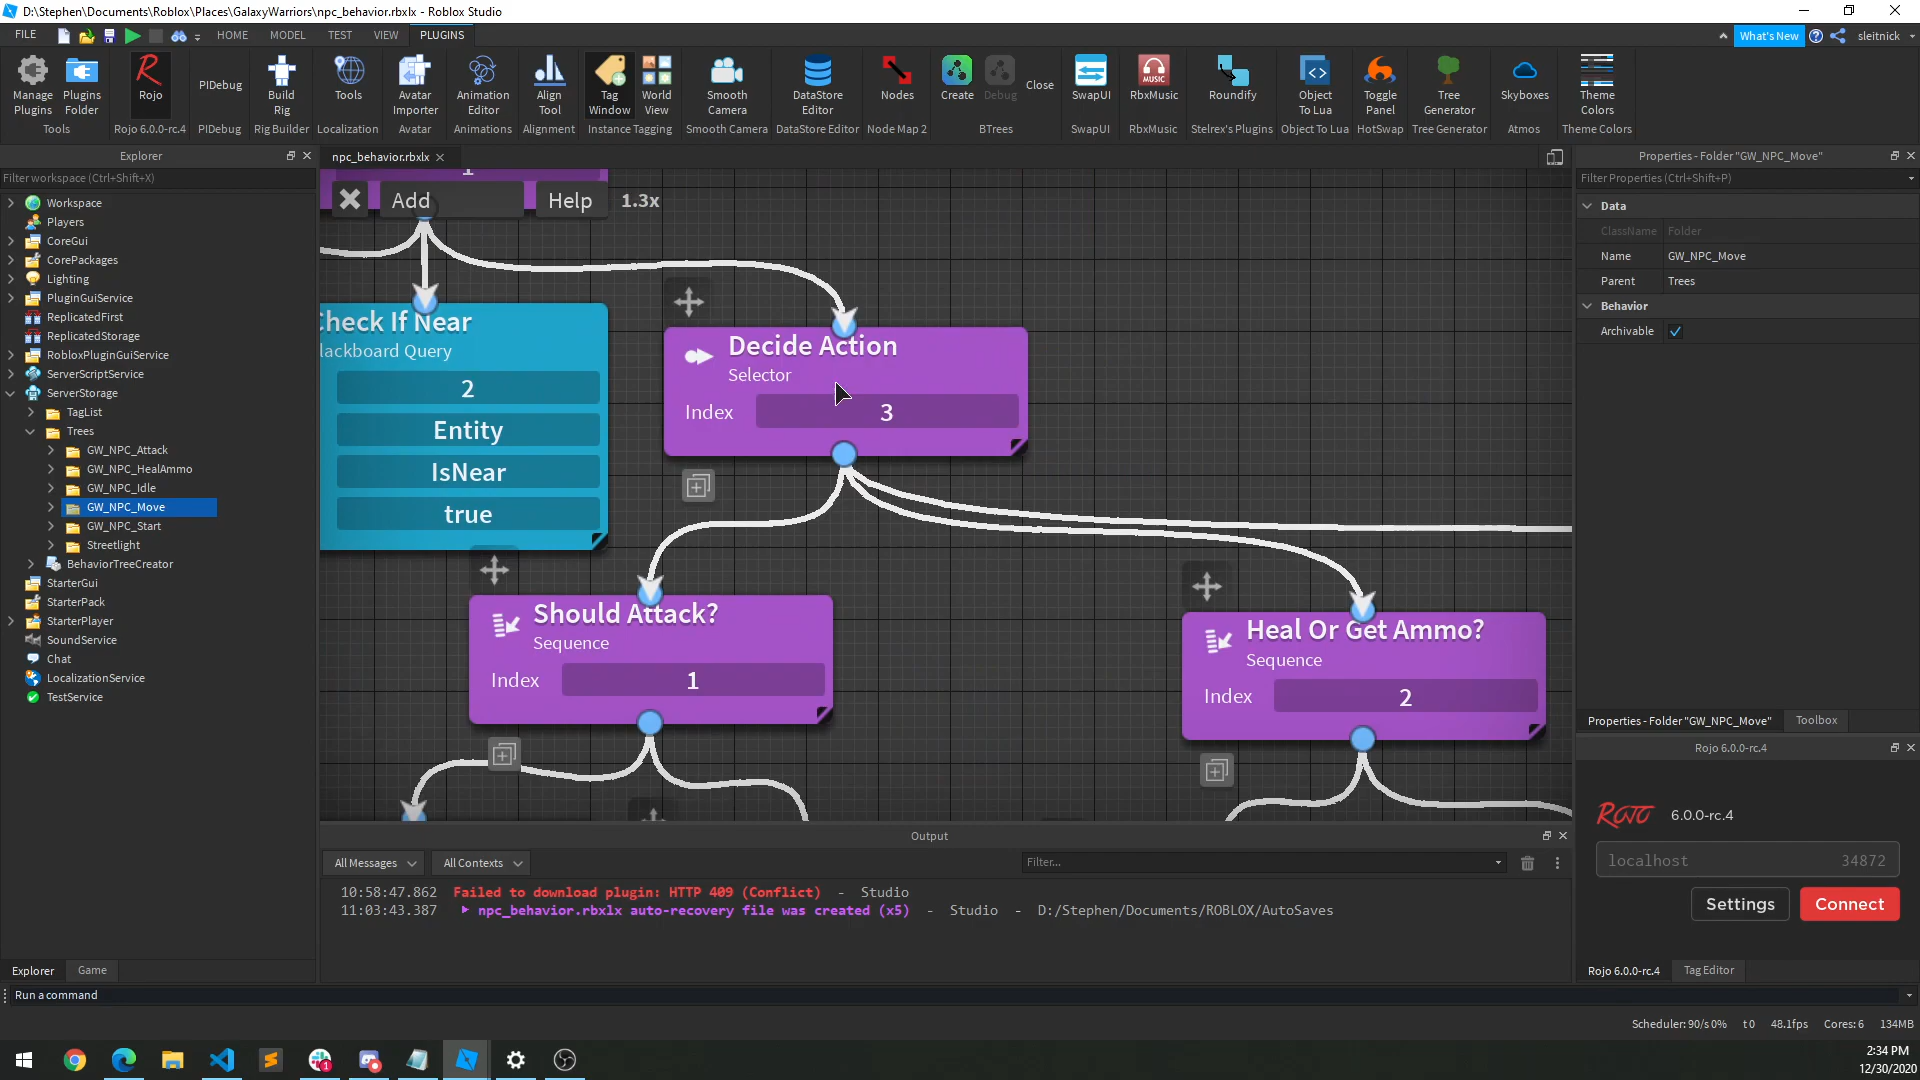 D:\Stephen\Documents\Roblox\Places\GalaxyWarriors\npc_behavior.rbxlx - Roblox Studio
FILE
HOME
MODEL
TEST
VIEW
PLUGINS
What's New
sleitnick
Manage Plugins
Plugins Folder
Rojo
PIDebug
Build Rig
Tools
Avatar Importer
Animation Editor
Align Tool
Tag Window
World View
Smooth Camera
DataStore Editor
Nodes
Create
Debug
Close
SwapUI
RbxMusic
Roundify
Object To Lua
Toggle Panel
Tree Generator
Skyboxes
Theme Colors
Tools
Rojo 6.0.0-rc.4
PIDebug
Rig Builder
Localization
Avatar
Animations
Alignment
Instance Tagging
Smooth Camera
DataStore Editor
Node Map 2
BTrees
SwapUI
RbxMusic
Stelrex's Plugins
Object To Lua
HotSwap
Tree Generator
Atmos
Theme Colors
MUSIC
Explorer
Filter workspace (Ctrl+Shift+X)
Workspace
Players
CoreGui
CorePackages
Lighting
PluginGuiService
ReplicatedFirst
ReplicatedStorage
RobloxPluginGuiService
ServerScriptService
ServerStorage
TagList
Trees
GW_NPC_Attack
GW_NPC_HealAmmo
GW_NPC_Idle
GW_NPC_Move
GW_NPC_Start
Streetlight
BehaviorTreeCreator
StarterGui
StarterPack
StarterPlayer
SoundService
Chat
LocalizationService
TestService
Explorer
Game
npc_behavior.rbxlx
1
Add
Help
1.3x
Check If Near
lackboard Query
2
Entity
IsNear
true
Decide Action
Selector
Index
3
Should Attack?
Sequence
Index
1
Heal Or Get Ammo?
Sequence
Index
2
Output
All Messages
All Contexts
Filter...
10:58:47.862 Failed to download plugin: HTTP 409 (Conflict) - Studio
11:03:43.387 npc_behavior.rbxlx auto-recovery file was created (x5) - Studio - D:/Stephen/Documents/ROBLOX/AutoSaves
Properties - Folder "GW_NPC_Move"
Filter Properties (Ctrl+Shift+P)
Data
ClassName Folder
Name GW_NPC_Move
Parent Trees
Behavior
Archivable
Properties - Folder "GW_NPC_Move"
Toolbox
Rojo 6.0.0-rc.4
ROJO 6.0.0-rc.4
localhost 34872
Settings
Connect
Rojo 6.0.0-rc.4
Tag Editor
Run a command
Scheduler: 90/s 0% t 0 48.1fps Cores: 6 134MB
1
2:34 PM
12/30/2020